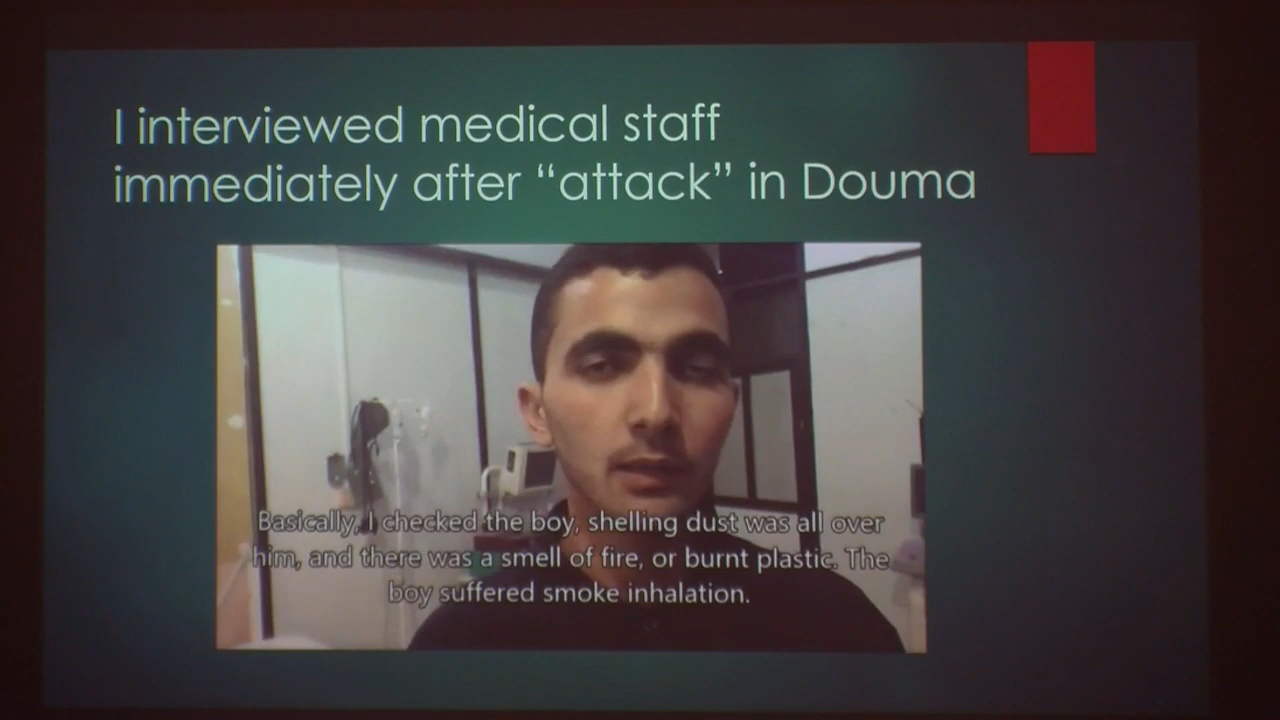 I interviewed medical staff
immediately after “attack” in Douma
Basically, I checked the boy, shelling dust was all over
him, and there was a smell of fire, or burnt plastic. The
boy suffered smoke inhalation.